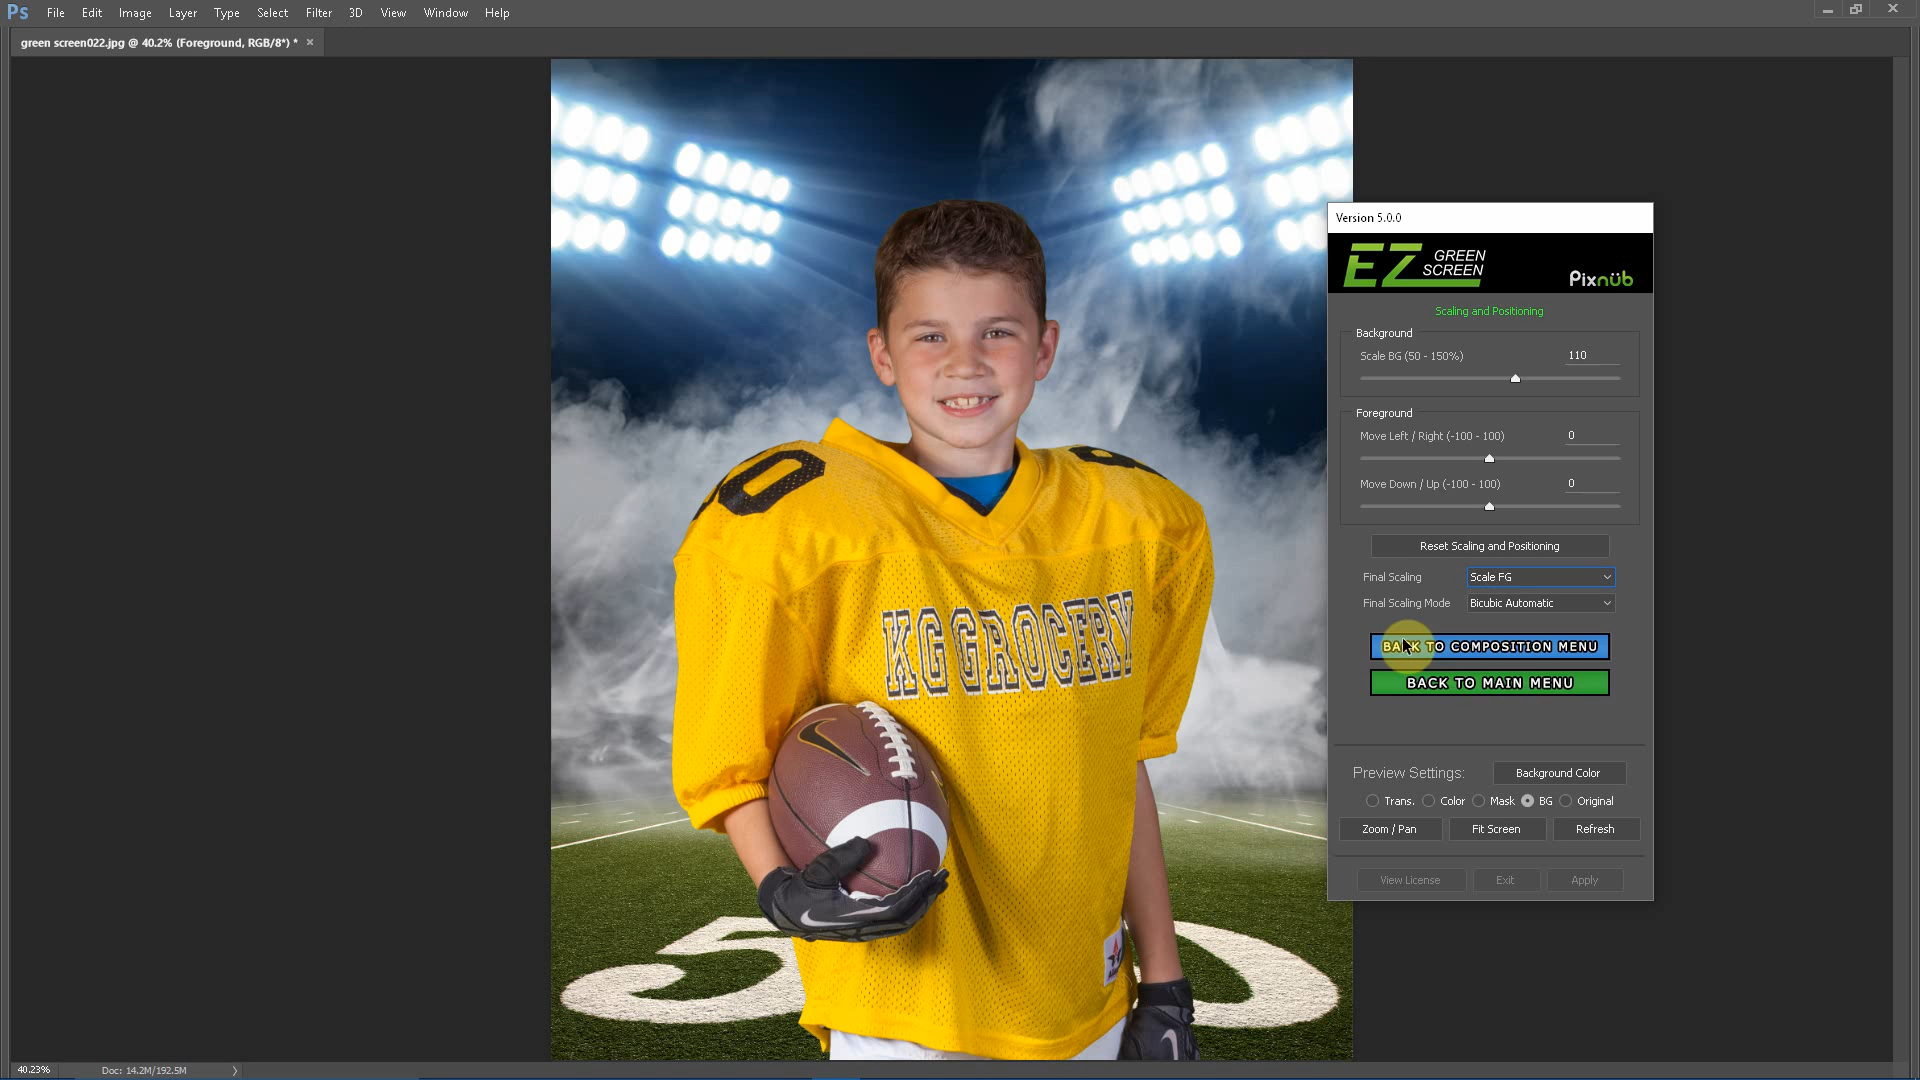 Ps File Edit Image Layer Type Select Filter 3D View Window Help
green screen022.jpg @ 40.2% (Foreground, RGB/8*) * ×
Version 5.0.0
EZ GREEN SCREEN Pixnüb
Scaling and Positioning
Background
Scale BG (50 - 150%) 110
Foreground
Move Left / Right (-100 - 100) 0
Move Down / Up (-100 - 100) 0
Reset Scaling and Positioning
Final Scaling Scale FG
Final Scaling Mode Bicubic Automatic
BACK TO COMPOSITION MENU
BACK TO MAIN MENU
Preview Settings: Background Color
Trans. Color Mask BG Original
Zoom / Pan Fit Screen Refresh
View License Exit Apply
KG GROCERY
5 0
40.23% Doc: 14.2M/192.5M